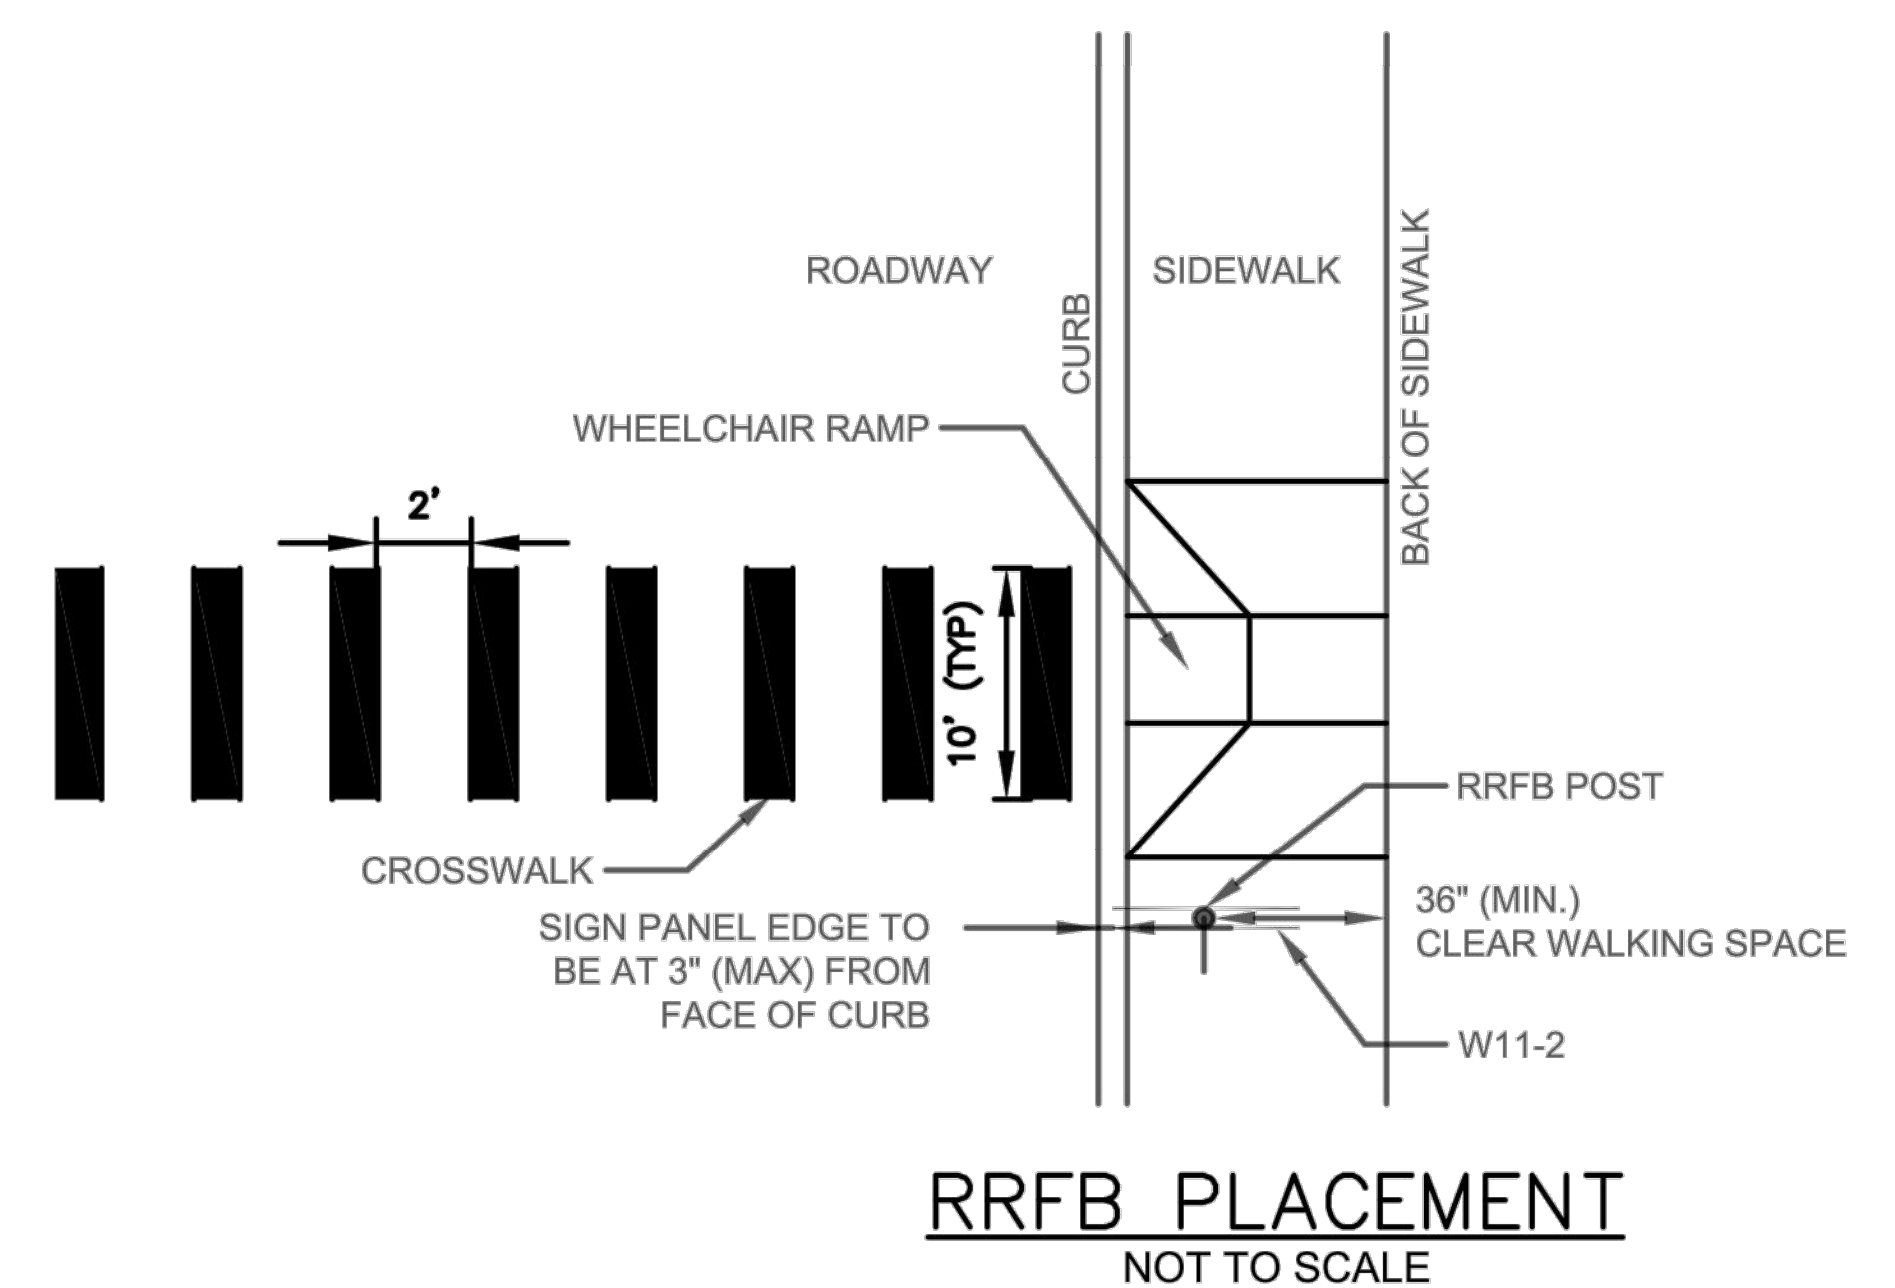 ROADWAY
SIDEWALK
CURB
BACK OF SIDEWALK
WHEELCHAIR RAMP
2'
10' (TYP)
RRFB POST
CROSSWALK
36" (MIN.)
CLEAR WALKING SPACE
SIGN PANEL EDGE TO
BE AT 3" (MAX) FROM
FACE OF CURB
W11-2
RRFB PLACEMENT
NOT TO SCALE